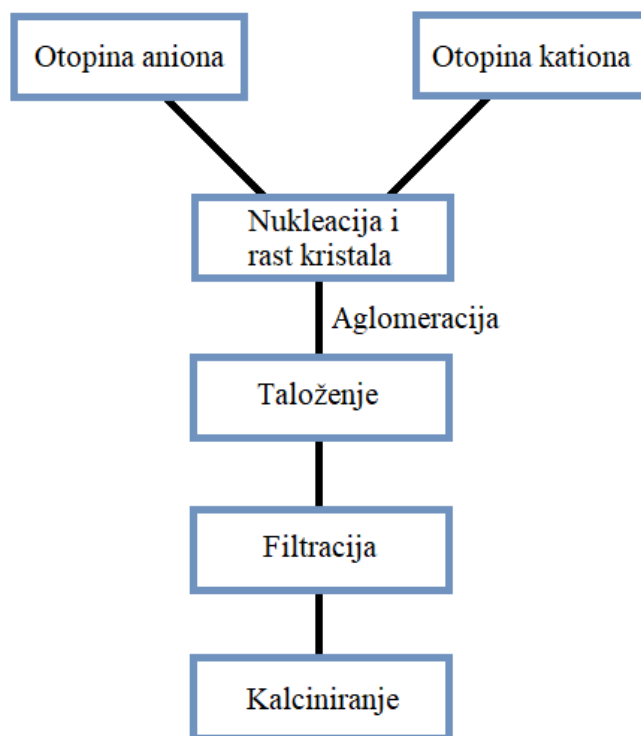 Otopina aniona
Otopina kationa
Nukleacija i
rast kristala
Aglomeracija
Taloženje
Filtracija
Kalciniranje